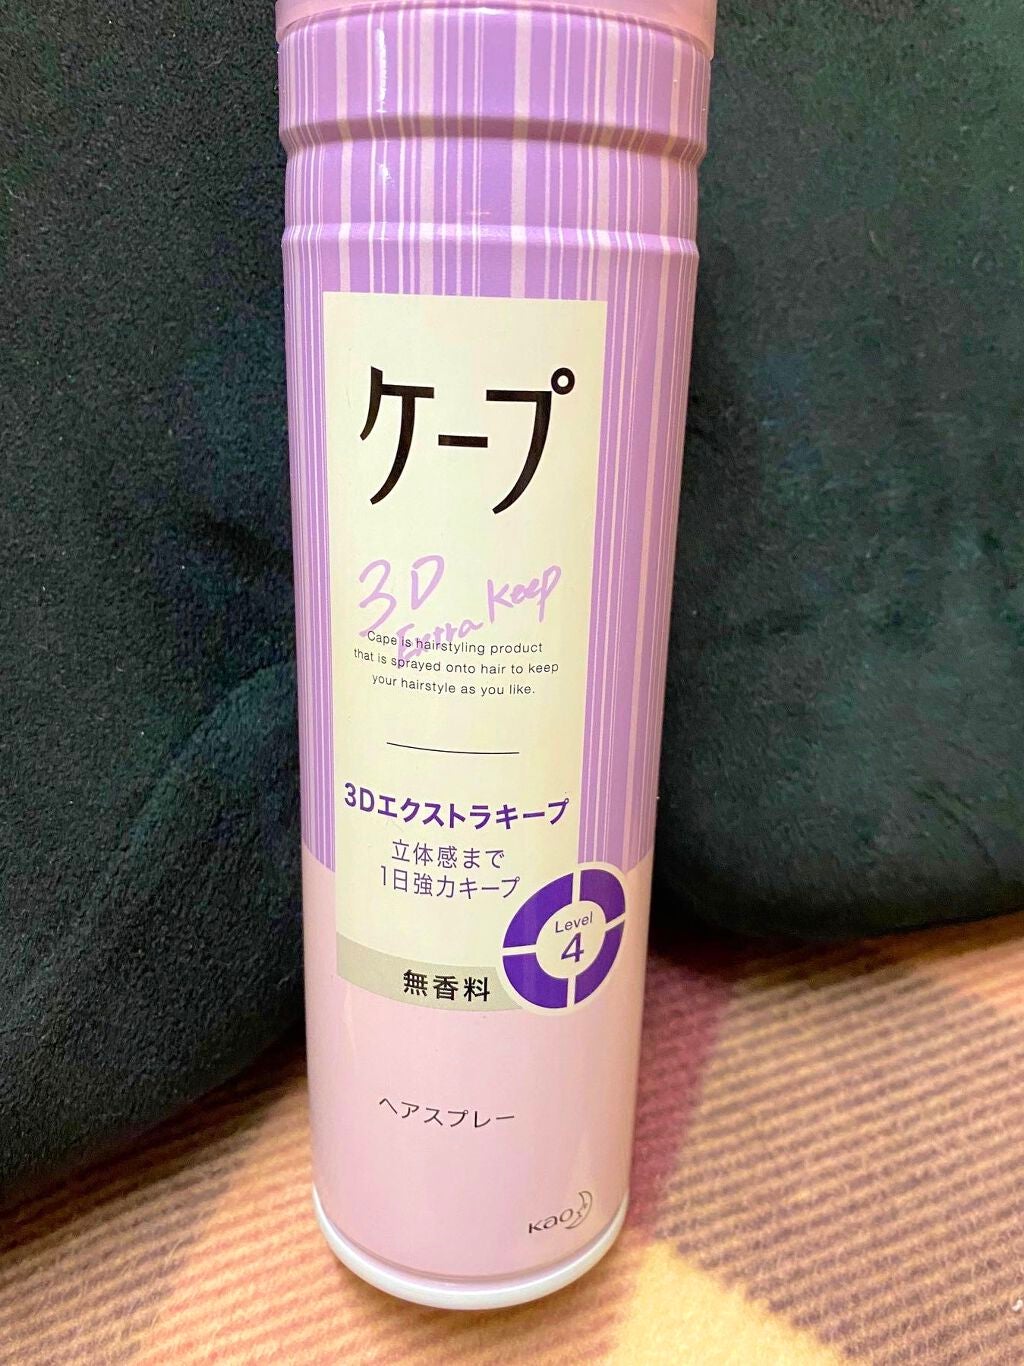 ケープ
3D
Extra Keep
Cape is hairstyling product
that is sprayed onto hair to keep
your hairstyle as you like.
3Dエクストラキープ
立体感まで
1日強力キープ
Level
4
無香料
ヘアスプレー
Kao